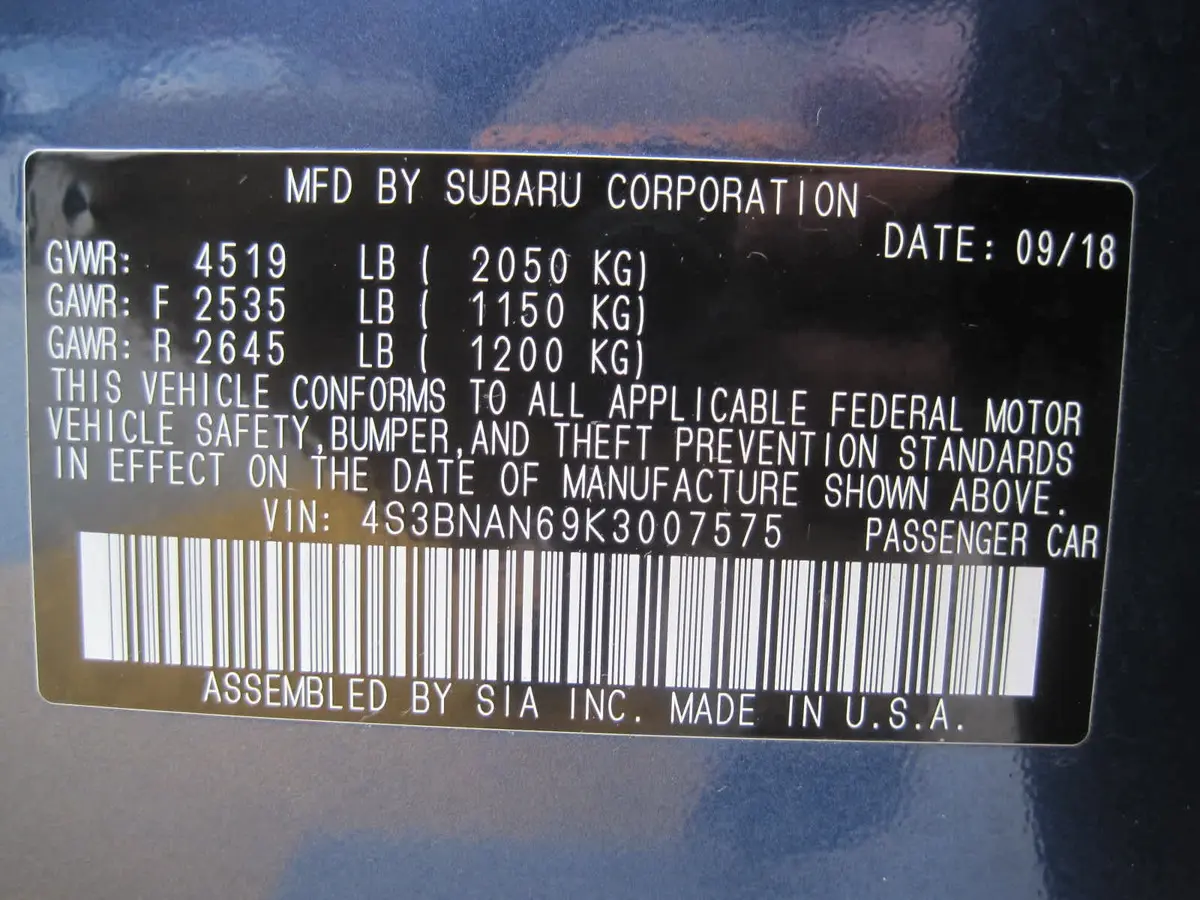 MFD BY SUBARU CORPORATION
DATE: 09/18
GVWR: 4519 LB ( 2050 KG)
GAWR: F 2535 LB ( 1150 KG)
GAWR: R 2645 LB ( 1200 KG)
THIS VEHICLE CONFORMS TO ALL APPLICABLE FEDERAL MOTOR
VEHICLE SAFETY,BUMPER,AND THEFT PREVENTION STANDARDS
IN EFFECT ON THE DATE OF MANUFACTURE SHOWN ABOVE.
VIN: 4S3BNAN69K3007575 PASSENGER CAR
ASSEMBLED BY SIA INC. MADE IN U.S.A.